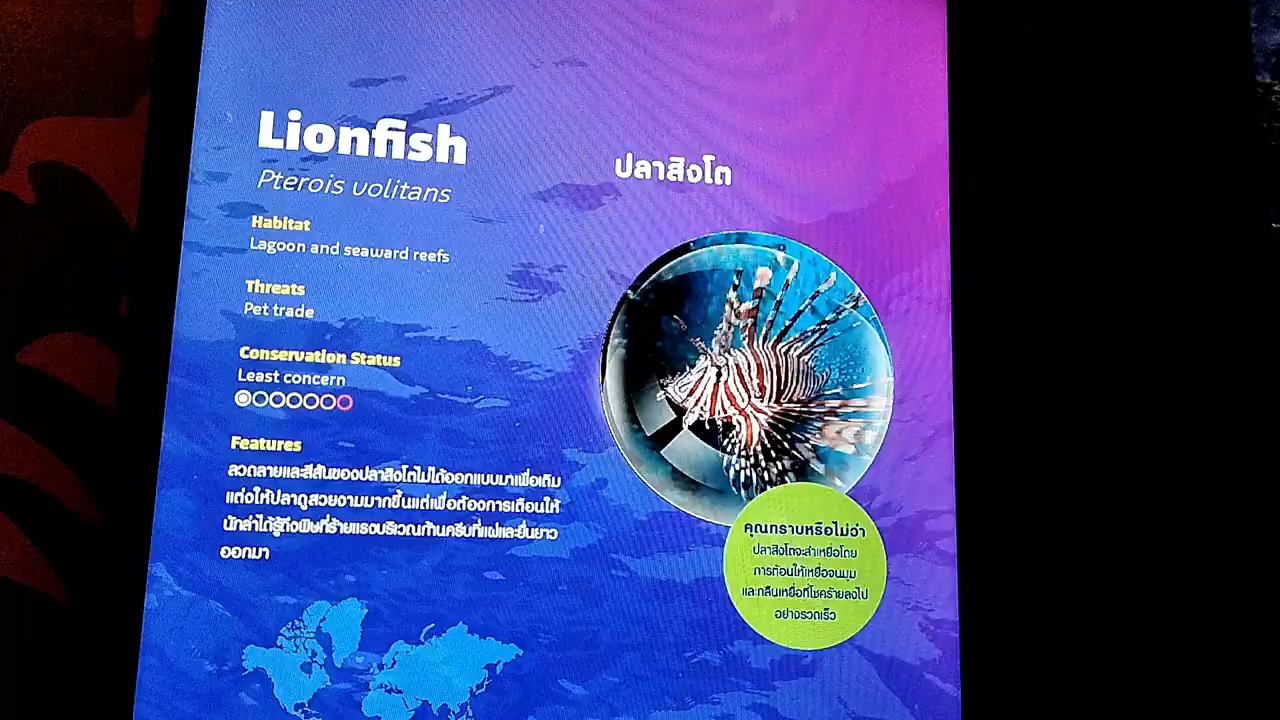 Lionfish
Pterois volitans
ปลาสิงโต
Habitat
Lagoon and seaward reefs
Threats
Pet trade
Conservation Status
Least concern
Features
ลวดลายและสีสันของปลาสิงโตไม่ได้ออกแบบมาเพื่อเติม
แต่งให้ปลาดูสวยงามมากขึ้นแต่เพื่อต้องการเตือนให้
นักล่าได้รู้ถึงพิษที่ร้ายแรงบริเวณก้านครีบที่แผ่และยื่นยาว
ออกมา
คุณทราบหรือไม่ว่า
ปลาสิงโตจะล่าเหยื่อโดย
การต้อนให้เหยื่อจนมุม
และกลืนเหยื่อที่โชคร้ายลงไป
อย่างรวดเร็ว